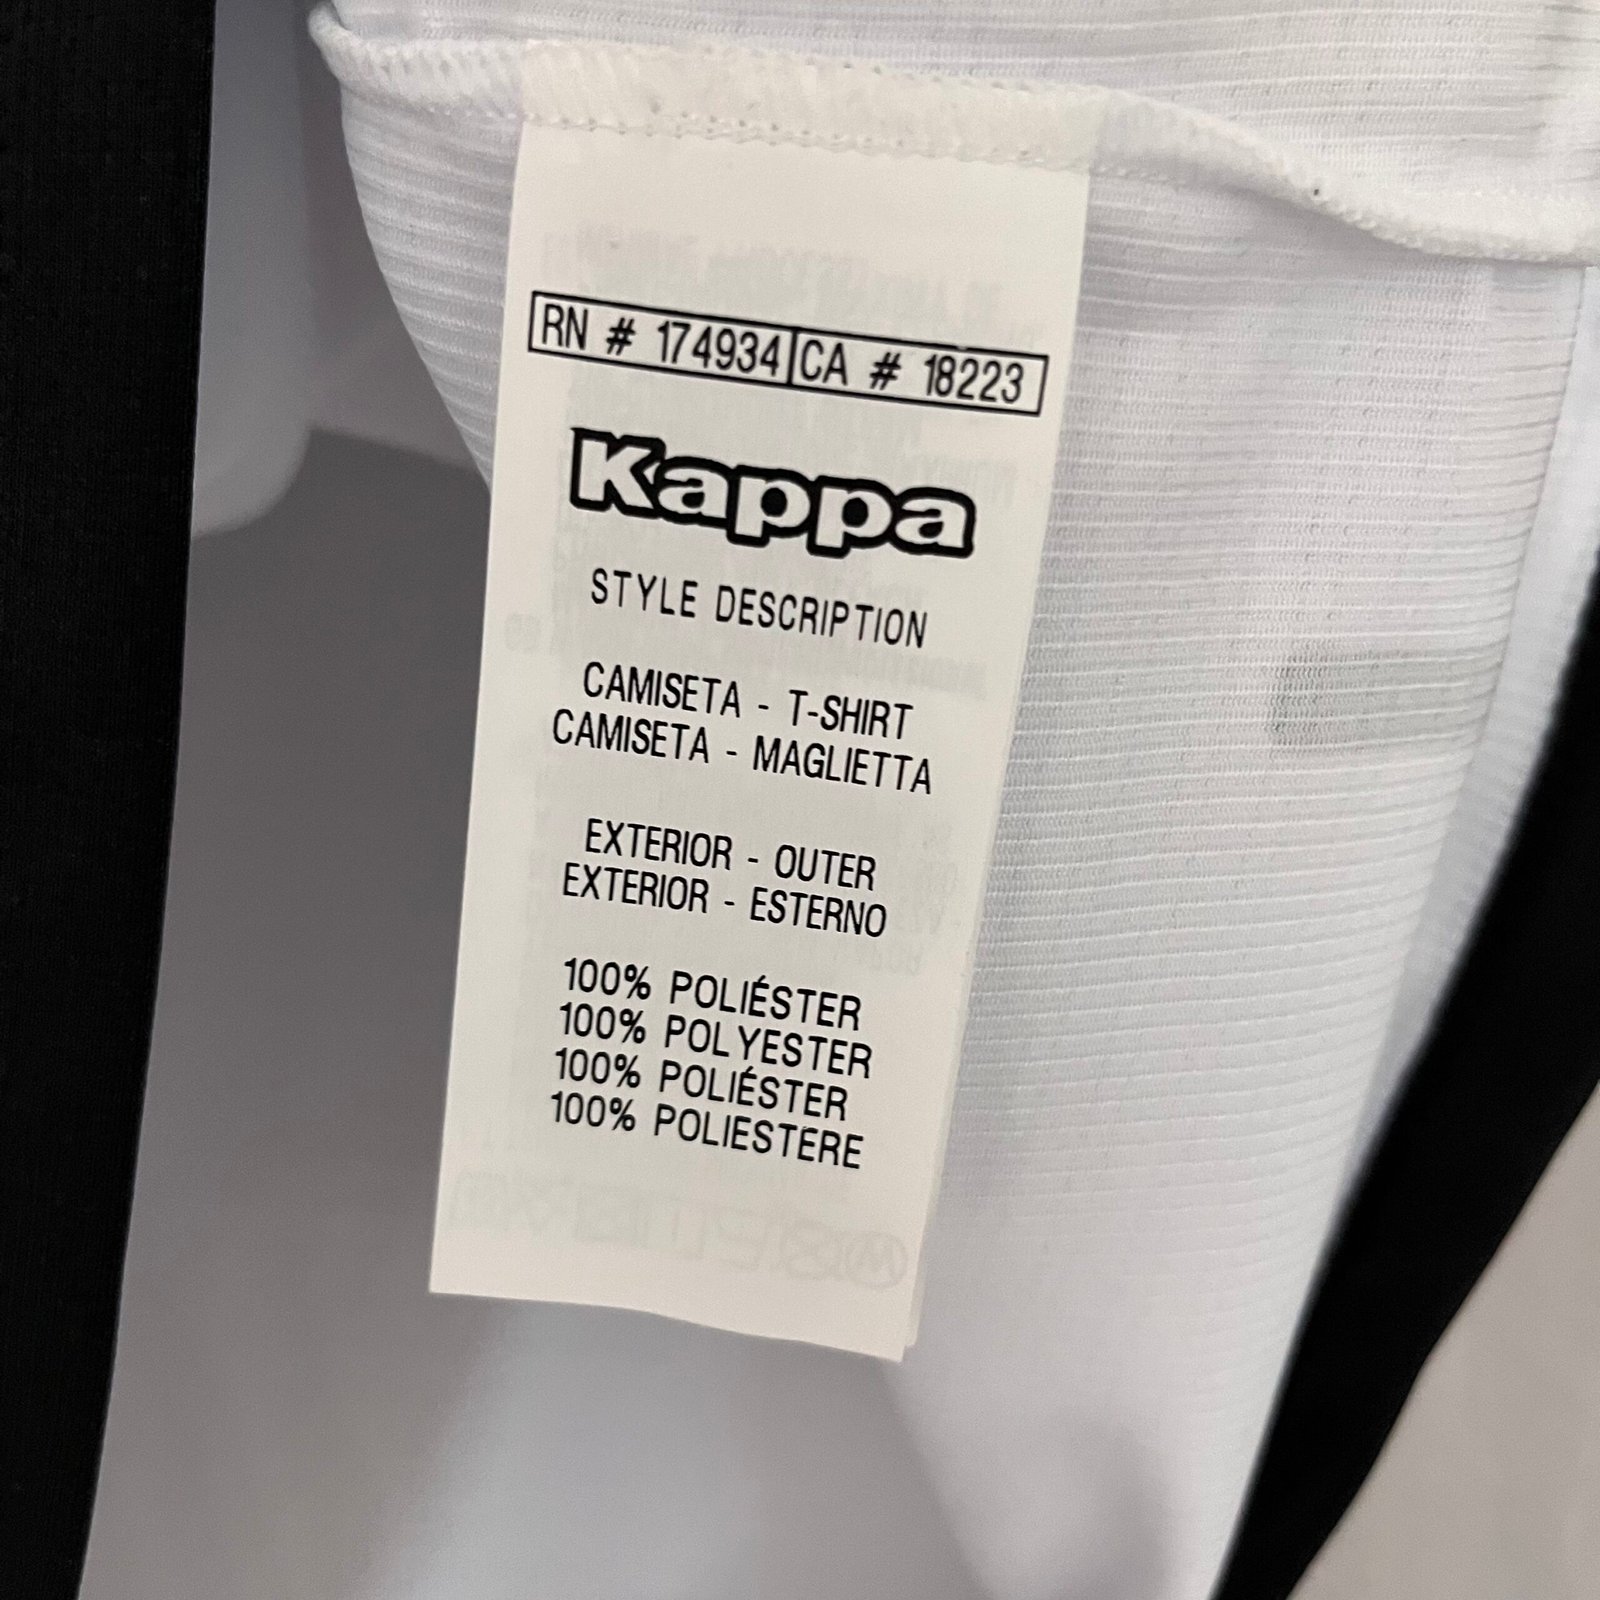 RN # 174934 CA # 18223
Kappa
STYLE DESCRIPTION
CAMISETA - T-SHIRT
CAMISETA - MAGLIETTA
EXTERIOR - OUTER
EXTERIOR - ESTERNO
100% POLIÉSTER
100% POLYESTER
100% POLIÉSTER
100% POLIESTERE